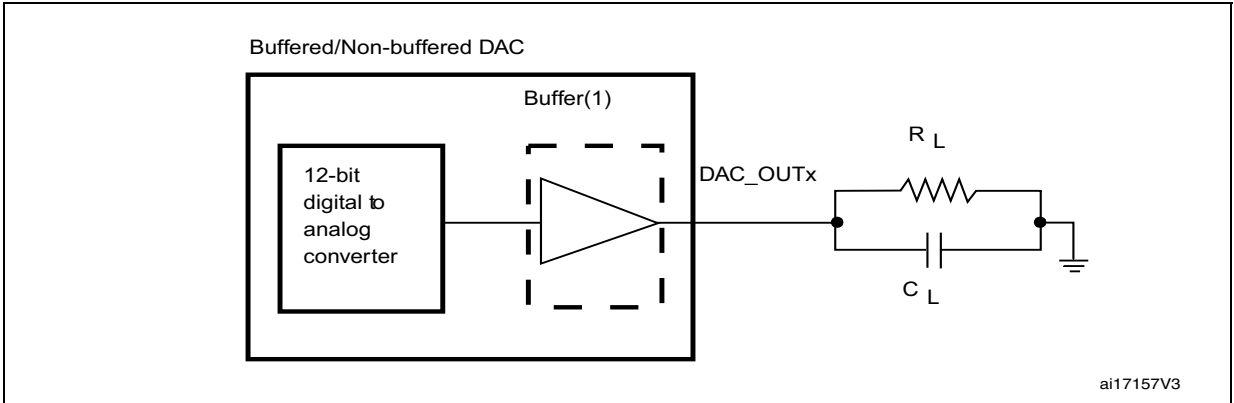 Buffered/Non-buffered DAC
Buffer(1)
12-bit
digital to
analog
converter
DAC_OUTx
R L
C L
ai17157V3